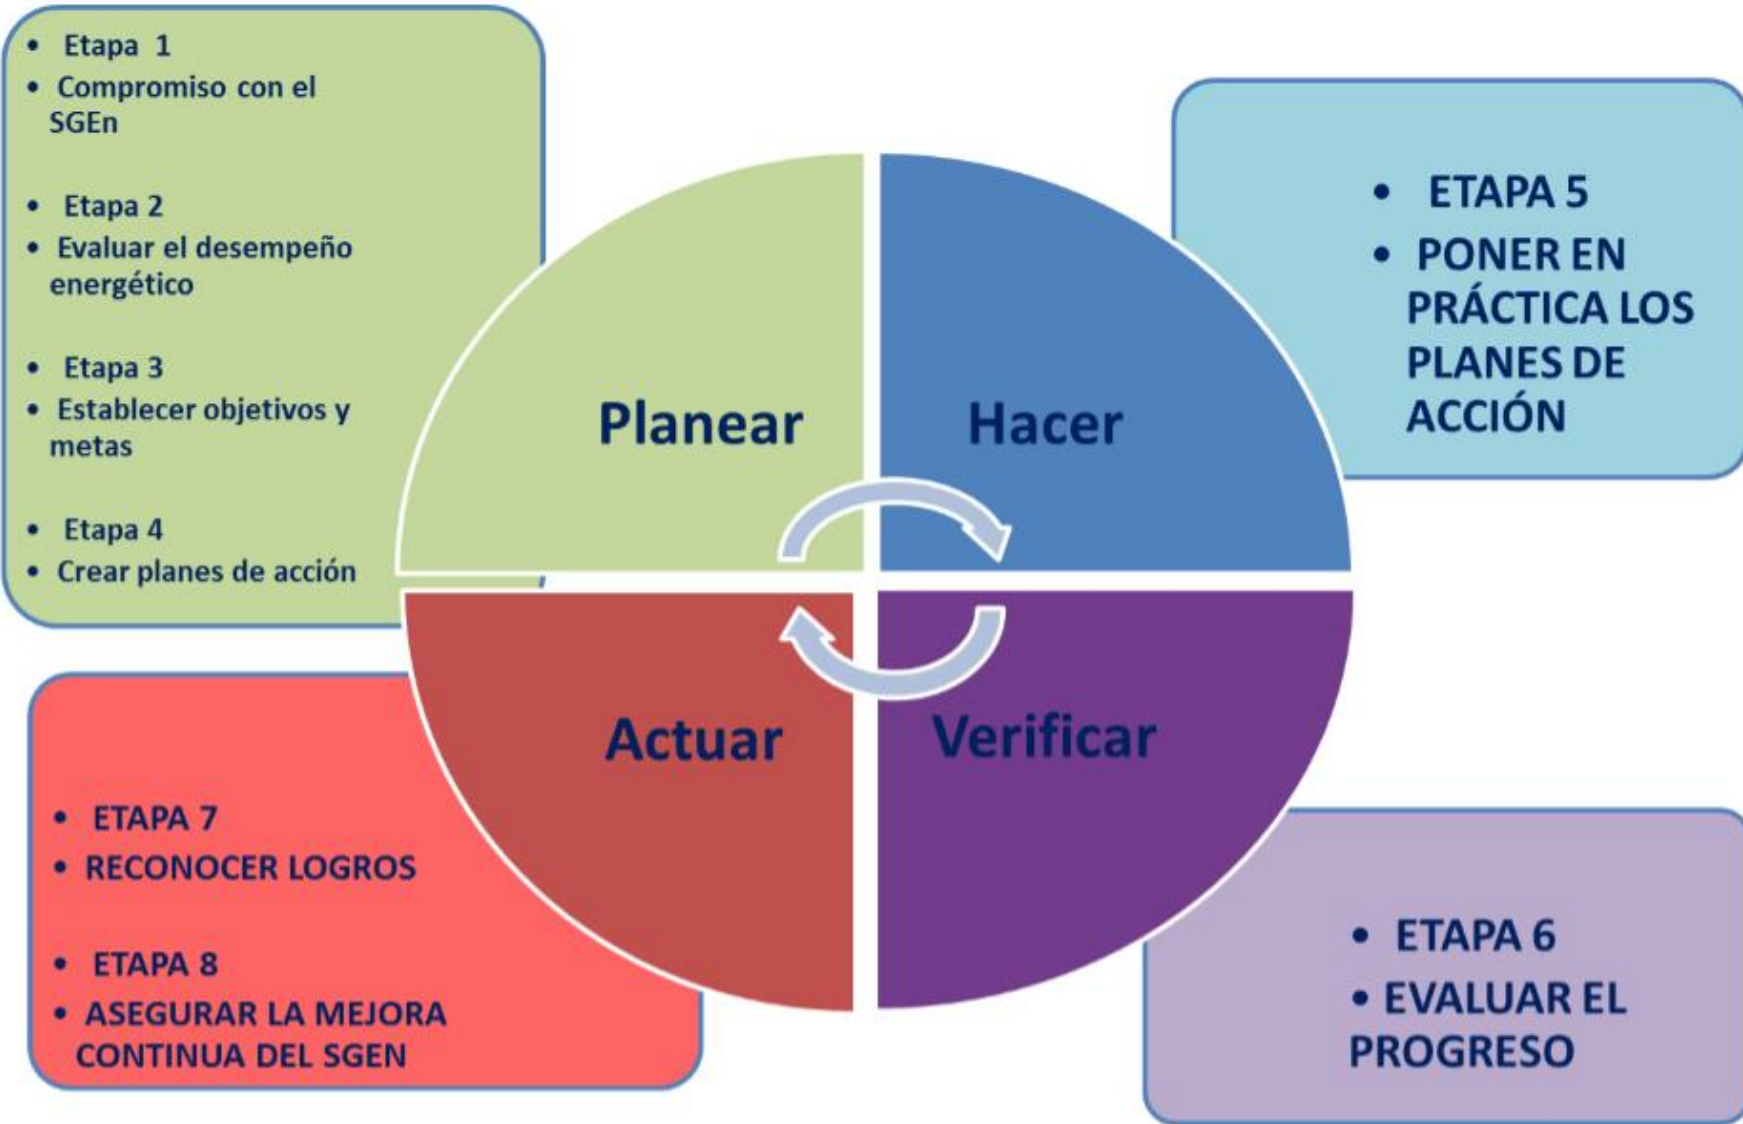 • Etapa 1
• Compromiso con el
SGEn
• Etapa 2
• Evaluar el desempeño
energético
• Etapa 3
• Establecer objetivos y
metas
• Etapa 4
• Crear planes de acción
Planear
Hacer
• ETAPA 5
• PONER EN
PRÁCTICA LOS
PLANES DE
ACCIÓN
Actuar
Verificar
• ETAPA 7
• RECONOCER LOGROS
• ETAPA 8
• ASEGURAR LA MEJORA
CONTINUA DEL SGEN
• ETAPA 6
• EVALUAR EL
PROGRESO